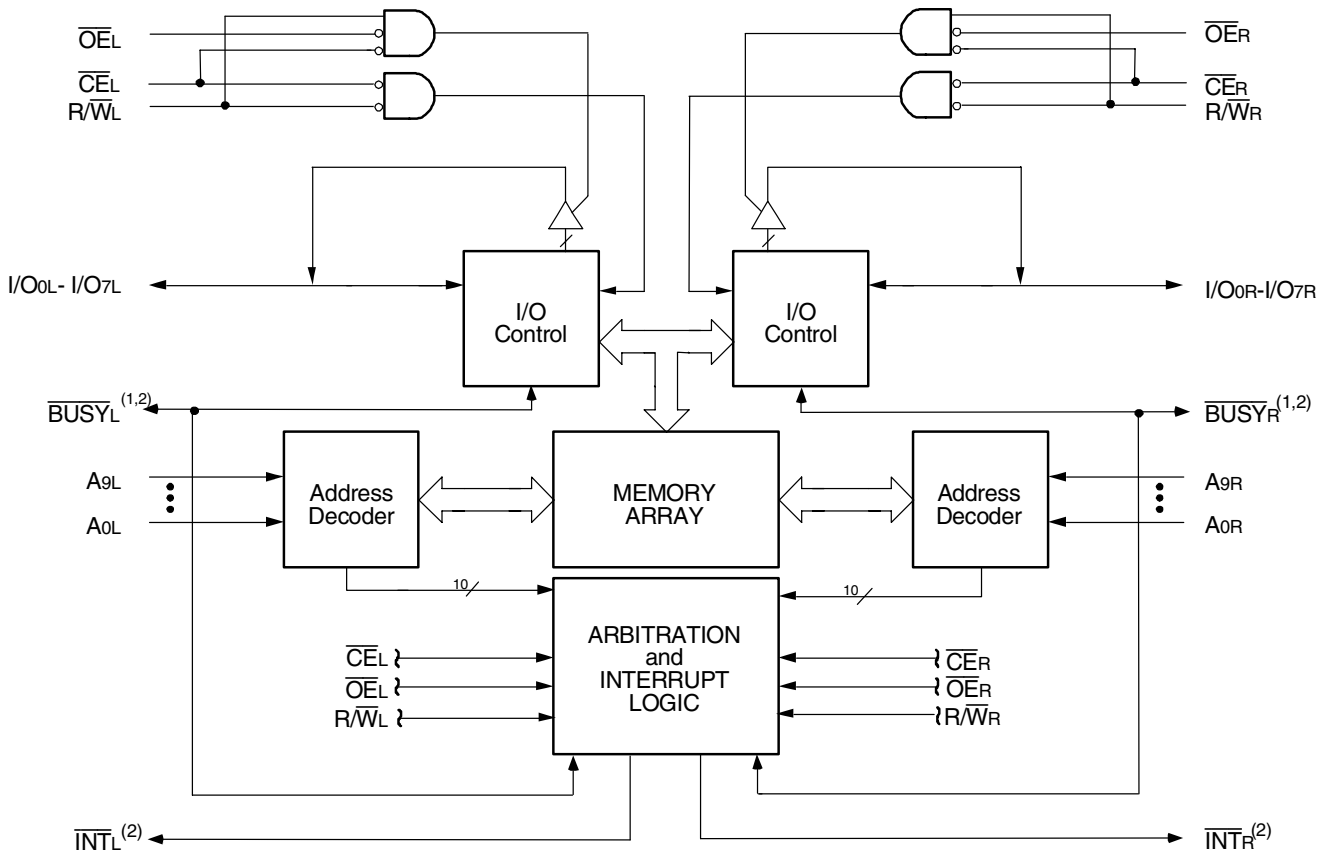 OEL
OER
CEL
CER
R/WL
R/WR
I/O0L- I/O7L
I/O
Control
I/O
Control
I/O0R-I/O7R
BUSYL(1,2)
BUSYR(1,2)
A9L
A0L
Address
Decoder
MEMORY
ARRAY
Address
Decoder
A9R
A0R
10
10
ARBITRATION
and
INTERRUPT
LOGIC
CEL
OEL
R/WL
CER
OER
R/WR
INTL(2)
INTR(2)